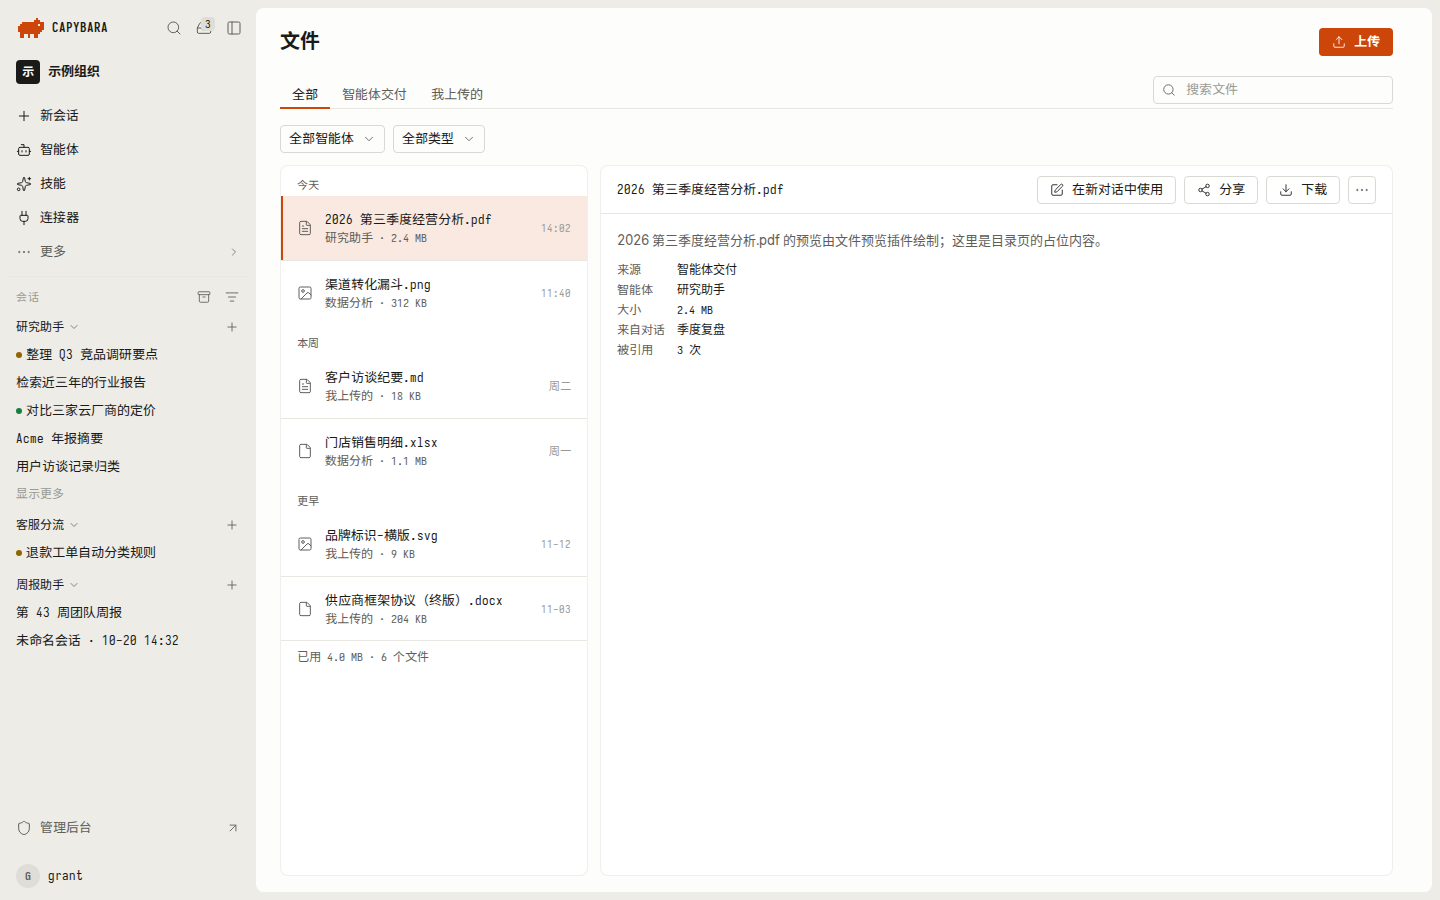 CAPYBARA
3
示 示例组织
新会话
智能体
技能
连接器
更多
会话
研究助手
整理 Q3 竞品调研要点
检索近三年的行业报告
对比三家云厂商的定价
Acme 年报摘要
用户访谈记录归类
显示更多
客服分流
退款工单自动分类规则
周报助手
第 43 周团队周报
未命名会话 · 10-20 14:32
管理后台
G grant
文件
上传
全部 智能体交付 我上传的
搜索文件
全部智能体 全部类型
今天
2026 第三季度经营分析.pdf
研究助手 · 2.4 MB
14:02
渠道转化漏斗.png
数据分析 · 312 KB
11:40
本周
客户访谈纪要.md
我上传的 · 18 KB
周二
门店销售明细.xlsx
数据分析 · 1.1 MB
周一
更早
品牌标识-横版.svg
我上传的 · 9 KB
11-12
供应商框架协议（终版）.docx
我上传的 · 204 KB
11-03
已用 4.0 MB · 6 个文件
2026 第三季度经营分析.pdf
在新对话中使用 分享 下载
2026 第三季度经营分析.pdf 的预览由文件预览插件绘制；这里是目录页的占位内容。
来源 智能体交付
智能体 研究助手
大小 2.4 MB
来自对话 季度复盘
被引用 3 次